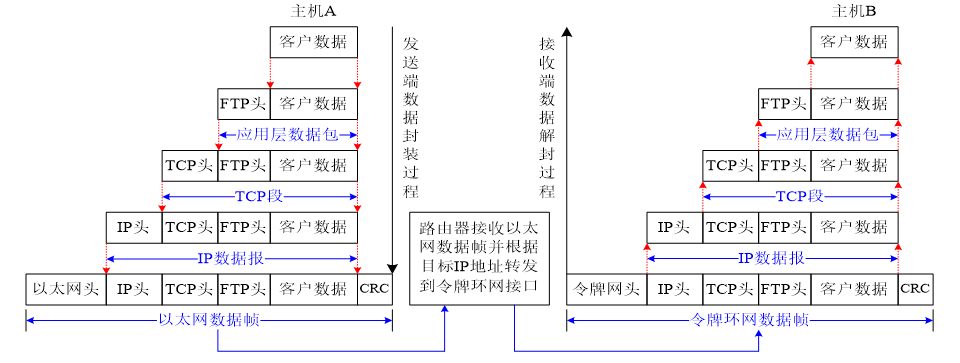 主机A
主机B
客户数据
客户数据
FTP头 客户数据
FTP头 客户数据
应用层数据包
应用层数据包
TCP头 FTP头 客户数据
TCP头 FTP头 客户数据
TCP段
TCP段
IP头 TCP头 FTP头 客户数据
IP头 TCP头 FTP头 客户数据
IP数据报
IP数据报
以太网头 IP头 TCP头 FTP头 客户数据 CRC
令牌网头 IP头 TCP头 FTP头 客户数据 CRC
以太网数据帧
令牌环网数据帧
发送端数据封装过程
接收端数据解封过程
路由器接收以太
网数据帧并根据
目标IP地址转发
到令牌环网接口